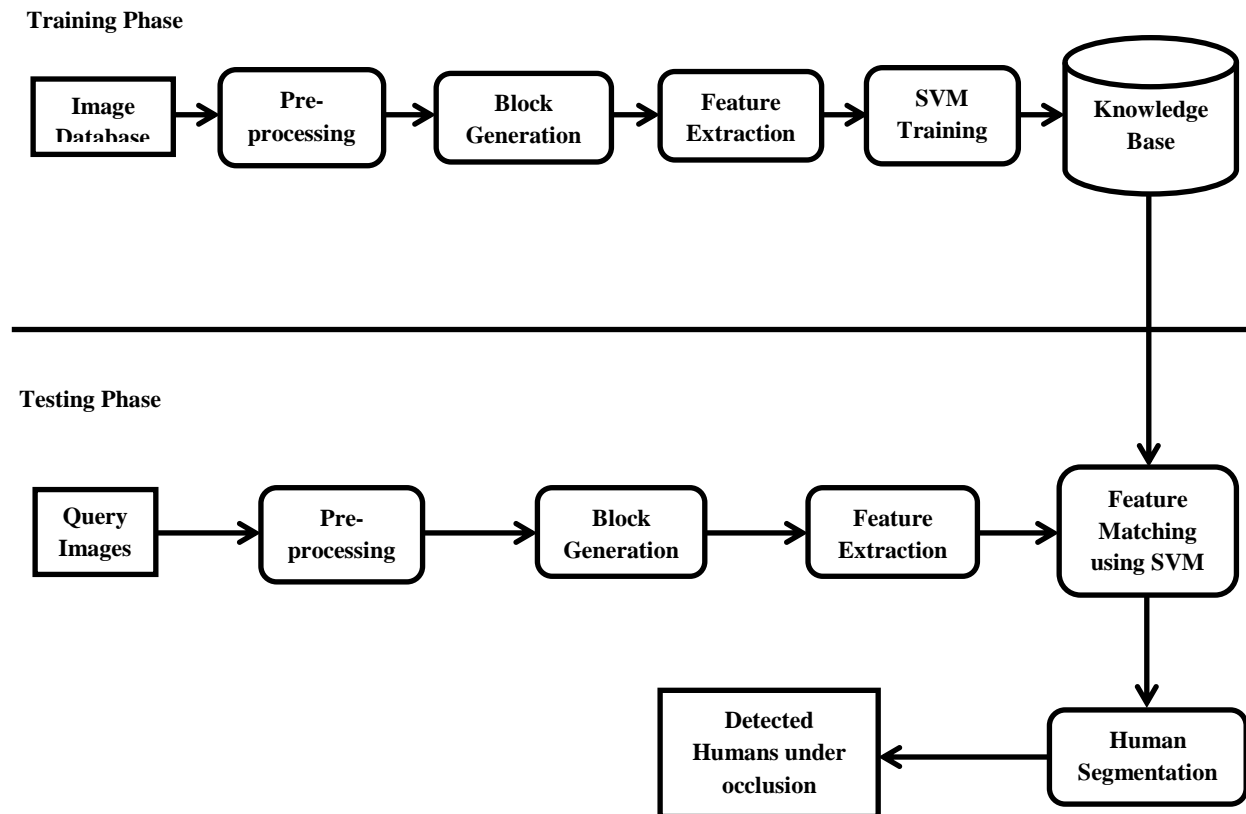 Training Phase
Image
Database
Pre-
processing
Block
Generation
Feature
Extraction
SVM
Training
Knowledge
Base
Testing Phase
Query
Images
Pre-
processing
Block
Generation
Feature
Extraction
Feature
Matching
using SVM
Human
Segmentation
Detected
Humans under
occlusion